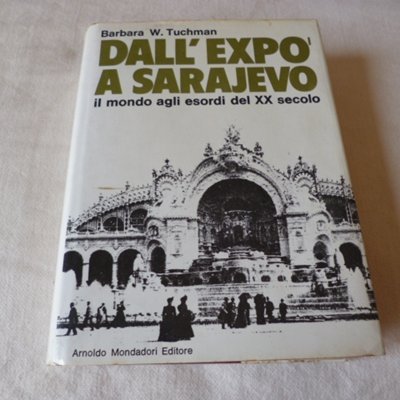 Barbara W. Tuchman
DALL'EXPO'
A SARAJEVO
il mondo agli esordi del XX secolo
Arnoldo Mondadori Editore